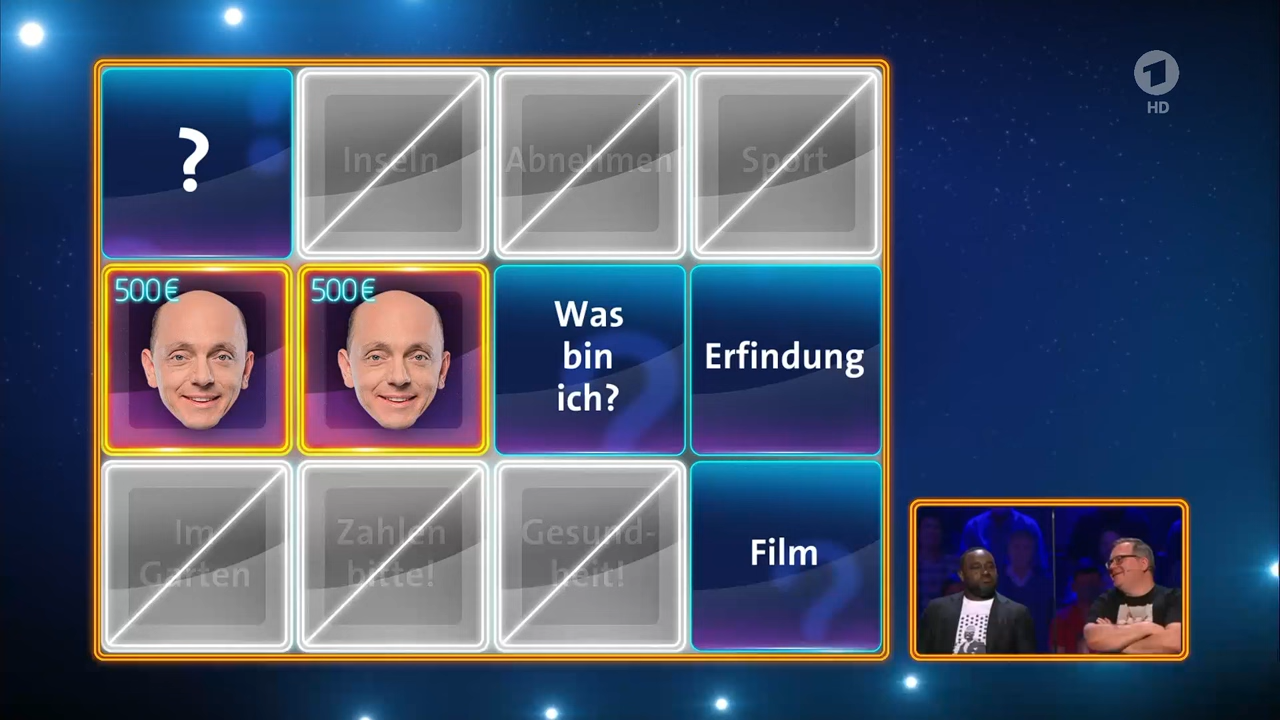 1
HD
?
Inseln
Abnehmen
Sport
500€
500€
Was
bin
ich?
Erfindung
Im
Garten
Zahlen
bitte!
Gesund-
heit!
Film